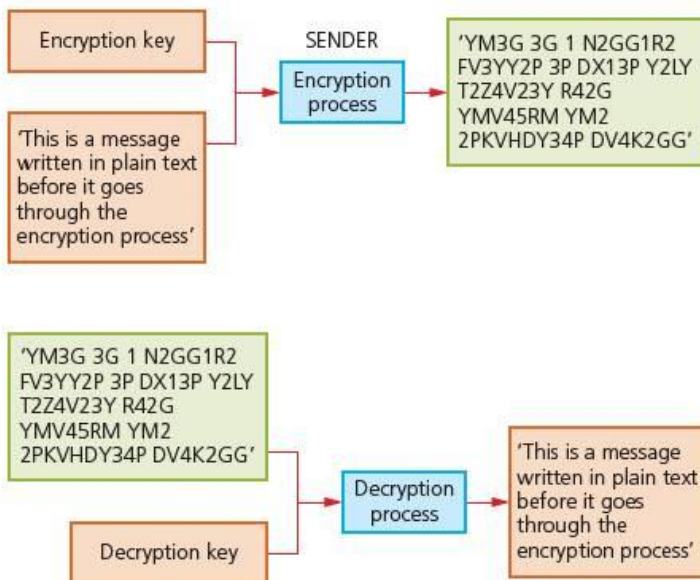 Encryption key
'This is a message
written in plain text
before it goes
through the
encryption process'
SENDER
Encryption
process
'YM3G 3G 1 N2GG1R2
FV3YY2P 3P DX13P Y2LY
T2Z4V23Y R42G
YMV45RM YM2
2PKVHDY34P DV4K2GG'
'YM3G 3G 1 N2GG1R2
FV3YY2P 3P DX13P Y2LY
T2Z4V23Y R42G
YMV45RM YM2
2PKVHDY34P DV4K2GG'
Decryption key
Decryption
process
'This is a message
written in plain text
before it goes
through the
encryption process'